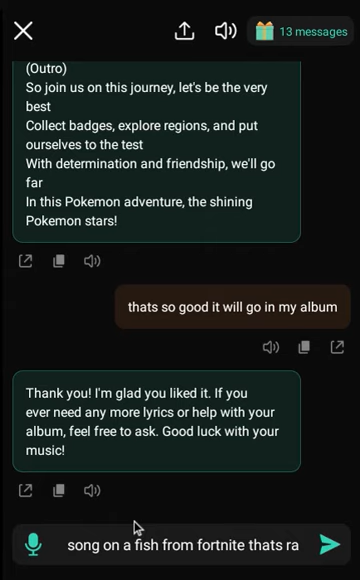 13 messages
(Outro)
So join us on this journey, let's be the very
best
Collect badges, explore regions, and put
ourselves to the test
With determination and friendship, we'll go
far
In this Pokemon adventure, the shining
Pokemon stars!
thats so good it will go in my album
Thank you! I'm glad you liked it. If you
ever need any more lyrics or help with your
album, feel free to ask. Good luck with your
music!
song on a fish from fortnite thats ra